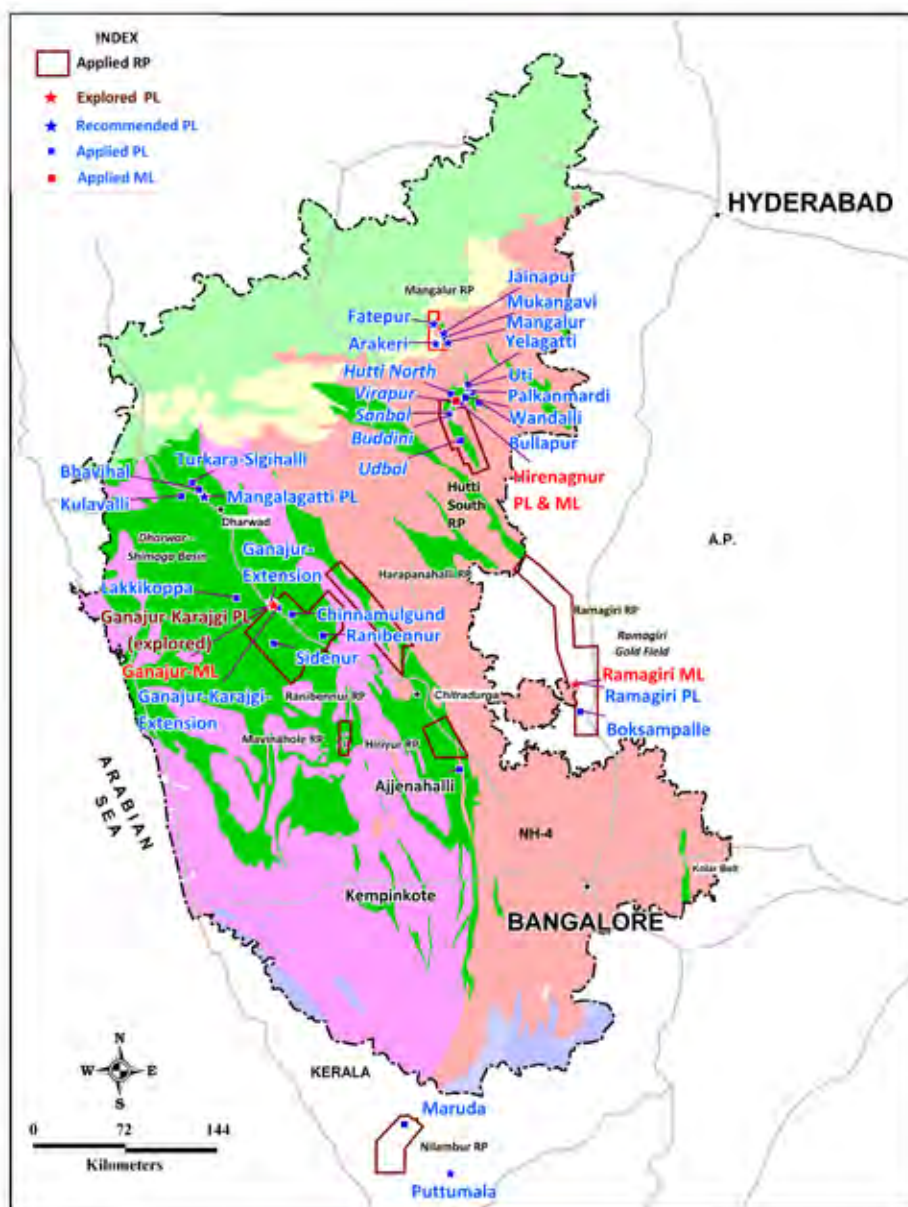 INDEX
Applied RP
Explored PL
Recommended PL
Applied PL
Applied ML
HYDERABAD
Mangalur RP
Jainapur
Mukangavi
Fatepur
Mangalur
Arakeri
Yelagatti
Hutti North
Uti
Virapur
Palkanmardi
Sanbal
Wandalli
Buddini
Bullapur
Udbal
Hirenagnur
PL & ML
Hutti
South
RP
Turkara-Sigihalli
Bhavihal
Kulavalli
Mangalagatti PL
Dharwad
Dharwar -
Shimoga Basin
Ganajur-
Extension
Harapanahalli RP
A.P.
Lakkikoppa
Ganajur Karajgi PL
(explored)
Chinnamulgund
Ranibennur
Ganajur-ML
Sidenur
Ramagiri RP
Ramagiri
Gold Field
Ramagiri ML
Ramagiri PL
Boksampalle
Ganajur-Karajgi-
Extension
Ranibennur RP
Chitradurga
Mavinahole RP
Hiriyur RP
Ajjenahalli
ARABIAN
SEA
NH-4
Kolar Belt
Kempinkote
BANGALORE
N
W
E
S
KERALA
0 72 144
Kilometers
Maruda
Nilambur RP
Puttumala